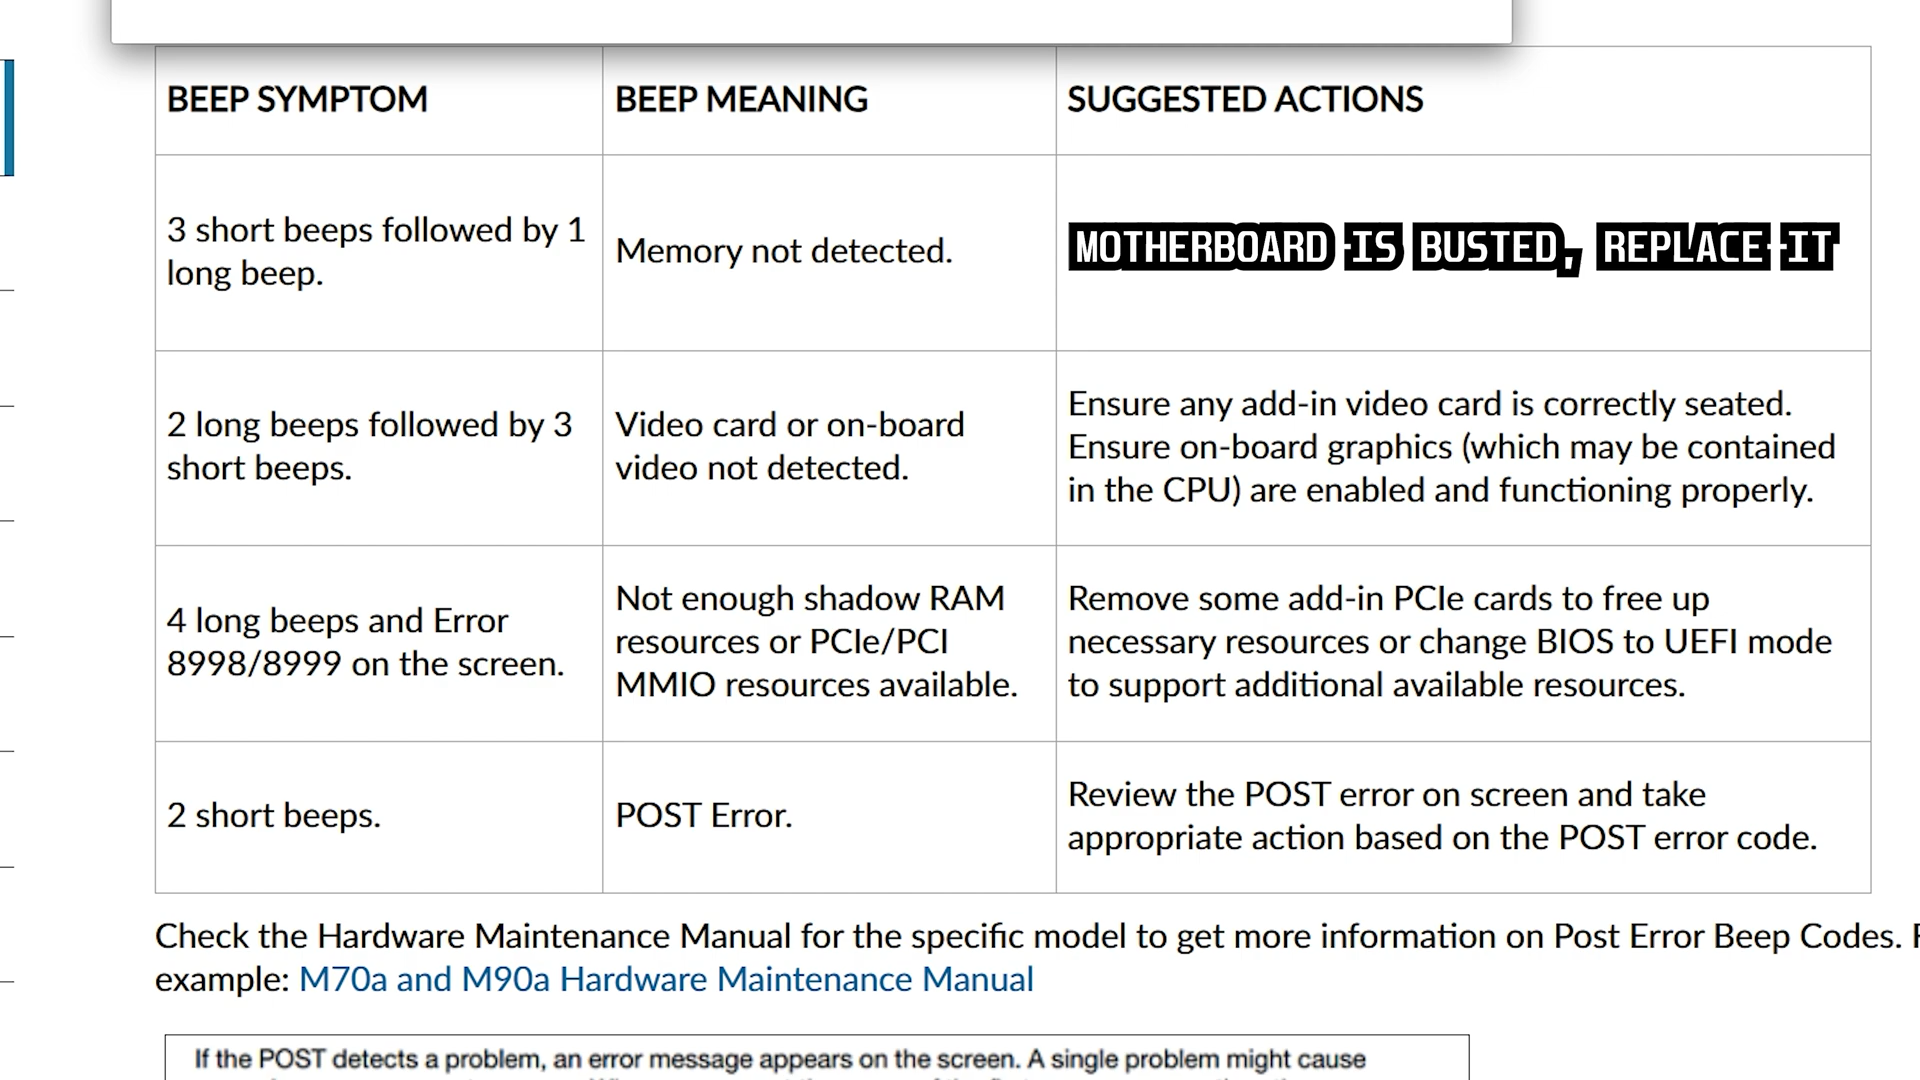 BEEP SYMPTOM
BEEP MEANING
SUGGESTED ACTIONS
3 short beeps followed by 1
long beep.
Memory not detected.
MOTHERBOARD IS BUSTED, REPLACE IT
2 long beeps followed by 3
short beeps.
Video card or on-board
video not detected.
Ensure any add-in video card is correctly seated.
Ensure on-board graphics (which may be contained
in the CPU) are enabled and functioning properly.
4 long beeps and Error
8998/8999 on the screen.
Not enough shadow RAM
resources or PCIe/PCI
MMIO resources available.
Remove some add-in PCIe cards to free up
necessary resources or change BIOS to UEFI mode
to support additional available resources.
2 short beeps.
POST Error.
Review the POST error on screen and take
appropriate action based on the POST error code.
Check the Hardware Maintenance Manual for the specific model to get more information on Post Error Beep Codes.
example: M70a and M90a Hardware Maintenance Manual
If the POST detects a problem, an error message appears on the screen. A single problem might cause